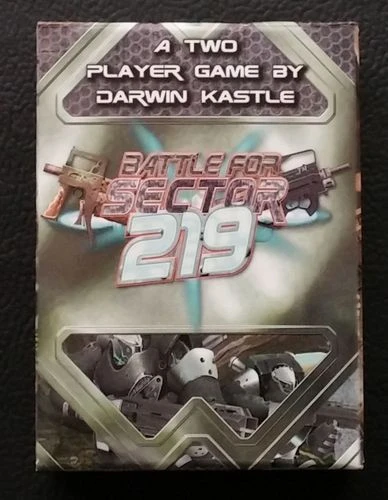 A TWO
PLAYER GAME BY
DARWIN KASTLE
BATTLE FOR
SECTOR
219